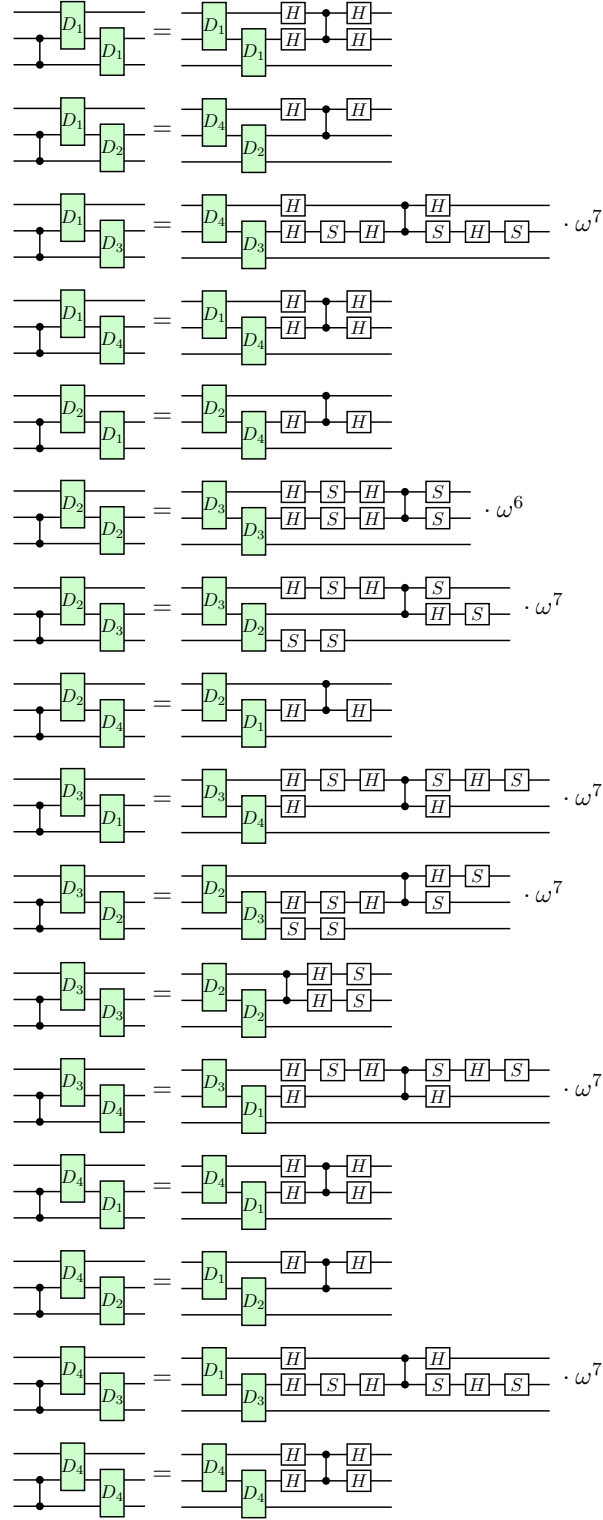 D₁ = D₁ H H
D₁ D₁ H H
D₁ = D₄ H H
D₂ D₂
D₁ = D₄ H H · ω⁷
D₃ D₃ H S H S H S
D₁ = D₁ H H
D₄ D₄ H H
D₂ = D₂
D₁ D₄ H H
D₂ = D₃ H S H S · ω⁶
D₂ D₃ H S H S
D₂ = D₃ H S H S · ω⁷
D₃ D₂ H S
S S
D₂ = D₂
D₄ D₁ H H
D₃ = D₃ H S H S H S · ω⁷
D₁ D₄ H H
D₃ = D₂ H S · ω⁷
D₂ D₃ H S H S
S S
D₃ = D₂ H S
D₃ D₂ H S
D₃ = D₃ H S H S H S · ω⁷
D₄ D₁ H H
D₄ = D₄ H H
D₁ D₁ H H
D₄ = D₁ H H
D₂ D₂
D₄ = D₁ H H · ω⁷
D₃ D₃ H S H S H S
D₄ = D₄ H H
D₄ D₄ H H